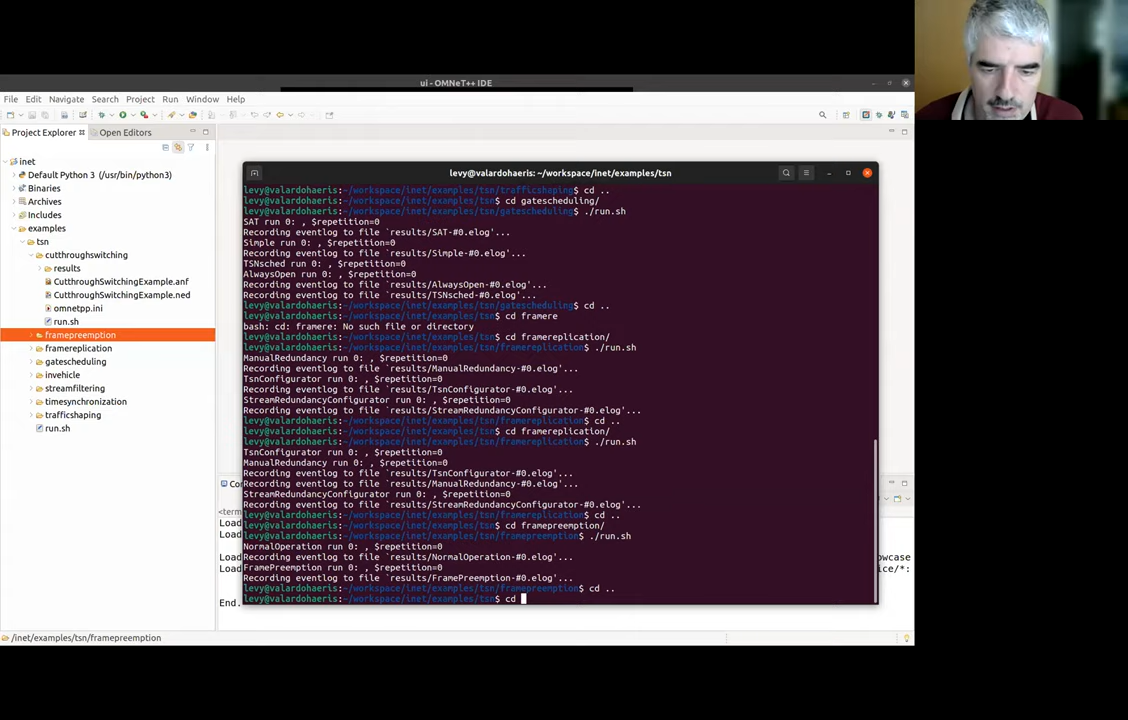 ui - OMNeT++ IDE
File Edit Navigate Search Project Run Window Help
Project Explorer Open Editors
inet
Default Python 3 (/usr/bin/python3)
Binaries
Archives
Includes
examples
tsn
cutthroughswitching
results
CutthroughSwitchingExample.anf
CutthroughSwitchingExample.ned
omnetpp.ini
run.sh
framepreemption
framereplication
gatescheduling
invehicle
streamfiltering
timesynchronization
trafficshaping
run.sh
levy@valardohaeris:~/workspace/inet/examples/tsn
levy@valardohaeris:~/workspace/inet/examples/tsn/trafficshaping$ cd ..
levy@valardohaeris:~/workspace/inet/examples/tsn$ cd gatescheduling/
levy@valardohaeris:~/workspace/inet/examples/tsn/gatescheduling$ ./run.sh
SAT run 0: , $repetition=0
Recording eventlog to file `results/SAT-#0.elog'...
Simple run 0: , $repetition=0
Recording eventlog to file `results/Simple-#0.elog'...
TSNsched run 0: , $repetition=0
AlwaysOpen run 0: , $repetition=0
Recording eventlog to file `results/AlwaysOpen-#0.elog'...
Recording eventlog to file `results/TSNsched-#0.elog'...
levy@valardohaeris:~/workspace/inet/examples/tsn/gatescheduling$ cd ..
levy@valardohaeris:~/workspace/inet/examples/tsn$ cd framere
bash: cd: framere: No such file or directory
levy@valardohaeris:~/workspace/inet/examples/tsn$ cd framereplication/
levy@valardohaeris:~/workspace/inet/examples/tsn/framereplication$ ./run.sh
ManualRedundancy run 0: , $repetition=0
Recording eventlog to file `results/ManualRedundancy-#0.elog'...
TsnConfigurator run 0: , $repetition=0
Recording eventlog to file `results/TsnConfigurator-#0.elog'...
StreamRedundancyConfigurator run 0: , $repetition=0
Recording eventlog to file `results/StreamRedundancyConfigurator-#0.elog'...
levy@valardohaeris:~/workspace/inet/examples/tsn/framereplication$ cd ..
levy@valardohaeris:~/workspace/inet/examples/tsn$ cd framereplication/
levy@valardohaeris:~/workspace/inet/examples/tsn/framereplication$ ./run.sh
TsnConfigurator run 0: , $repetition=0
ManualRedundancy run 0: , $repetition=0
Recording eventlog to file `results/TsnConfigurator-#0.elog'...
Recording eventlog to file `results/ManualRedundancy-#0.elog'...
StreamRedundancyConfigurator run 0: , $repetition=0
Recording eventlog to file `results/StreamRedundancyConfigurator-#0.elog'...
levy@valardohaeris:~/workspace/inet/examples/tsn/framereplication$ cd ..
levy@valardohaeris:~/workspace/inet/examples/tsn$ cd framepreemption/
levy@valardohaeris:~/workspace/inet/examples/tsn/framepreemption$ ./run.sh
NormalOperation run 0: , $repetition=0
Recording eventlog to file `results/NormalOperation-#0.elog'...
FramePreemption run 0: , $repetition=0
Recording eventlog to file `results/FramePreemption-#0.elog'...
levy@valardohaeris:~/workspace/inet/examples/tsn/framepreemption$ cd ..
levy@valardohaeris:~/workspace/inet/examples/tsn$ cd
Co
<term
Load
Load
Load
End.
owcase
ice/*:
/inet/examples/tsn/framepreemption